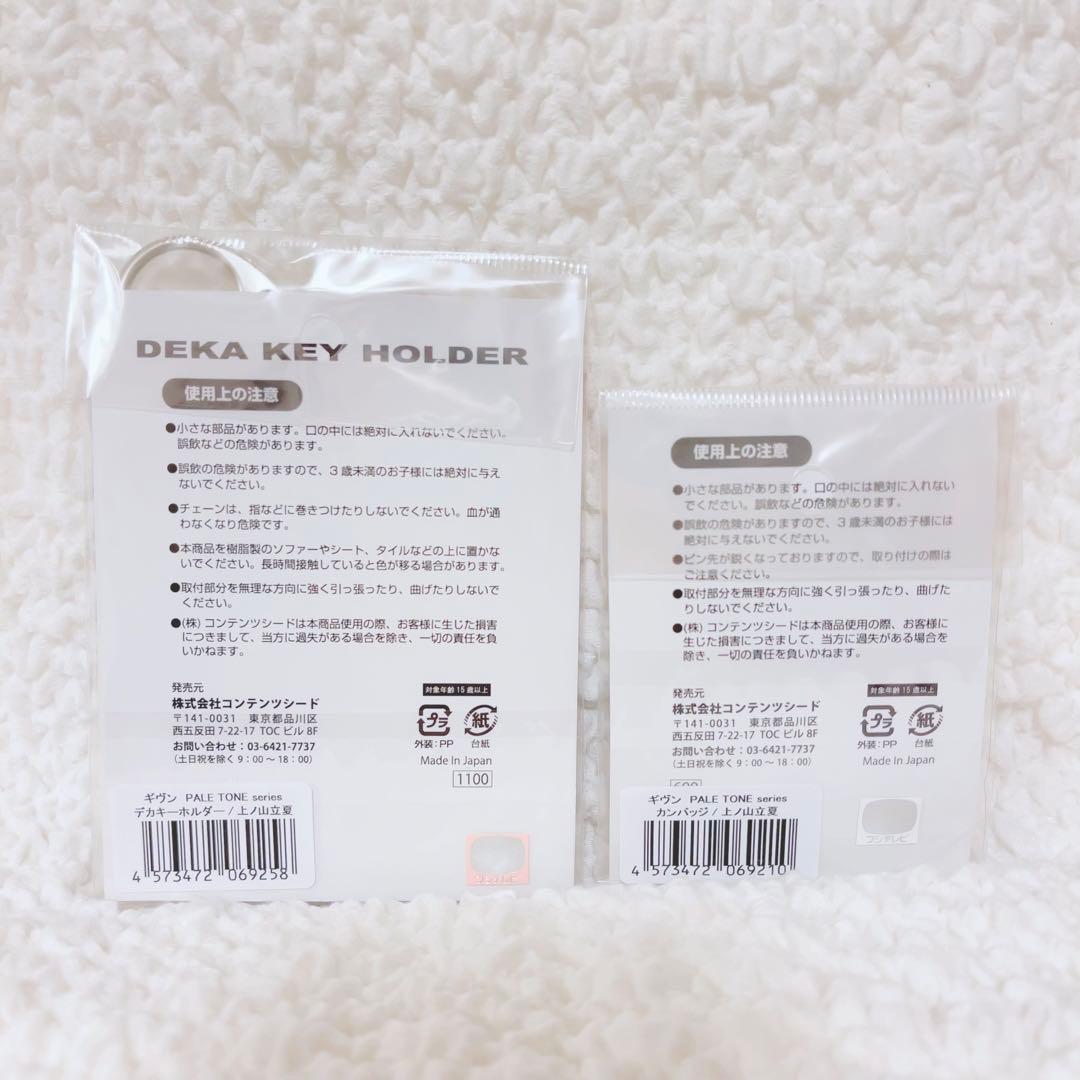 DEKA KEY HOLDER
使用上の注意
●小さな部品があります。口の中には絶対に入れないでください。
誤飲などの危険があります。
●誤飲の危険がありますので、3歳未満のお子様には絶対に与え
ないでください。
●チェーンは、指などに巻きつけたりしないでください。血が通
わなくなり危険です。
●本商品を樹脂製のソファーやシート、タイルなどの上に置かな
いでください。長時間接触していると色が移る場合があります。
●取付部分を無理な方向に強く引っ張ったり、曲げたりしないで
ください。
●(株)コンテンツシードは本商品使用の際、お客様に生じた損害
につきまして、当方に過失がある場合を除き、一切の責任を負
いかねます。
発売元
株式会社コンテンツシード
〒141-0031 東京都品川区
西五反田 7-22-17 TOC ビル 8F
お問い合わせ：03-6421-7737
(土日祝を除く 9：00 〜 18：00)
対象年齢 15 歳以上
プラ 紙
外装：PP 台紙
Made In Japan
1100
ギヴン PALE TONE series
デカキーホルダー / 上ノ山立夏
4 573472 069258
フジテレビ
使用上の注意
●小さな部品があります。口の中には絶対に入れない
でください。誤飲などの危険があります。
●誤飲の危険がありますので、3歳未満のお子様には
絶対に与えないでください。
●ピン先が鋭くなっておりますので、取り付けの際は
ご注意ください。
●取付部分を無理な方向に強く引っ張ったり、曲げた
りしないでください。
●(株)コンテンツシードは本商品使用の際、お客様に
生じた損害につきまして、当方に過失がある場合を
除き、一切の責任を負いかねます。
発売元
株式会社コンテンツシード
〒141-0031 東京都品川区
西五反田 7-22-17 TOC ビル 8F
お問い合わせ：03-6421-7737
(土日祝を除く 9：00 〜 18：00)
対象年齢 15 歳以上
プラ 紙
外装：PP 台紙
Made In Japan
ギヴン PALE TONE series
カンバッジ / 上ノ山立夏
4 573472 069210
フジテレビ